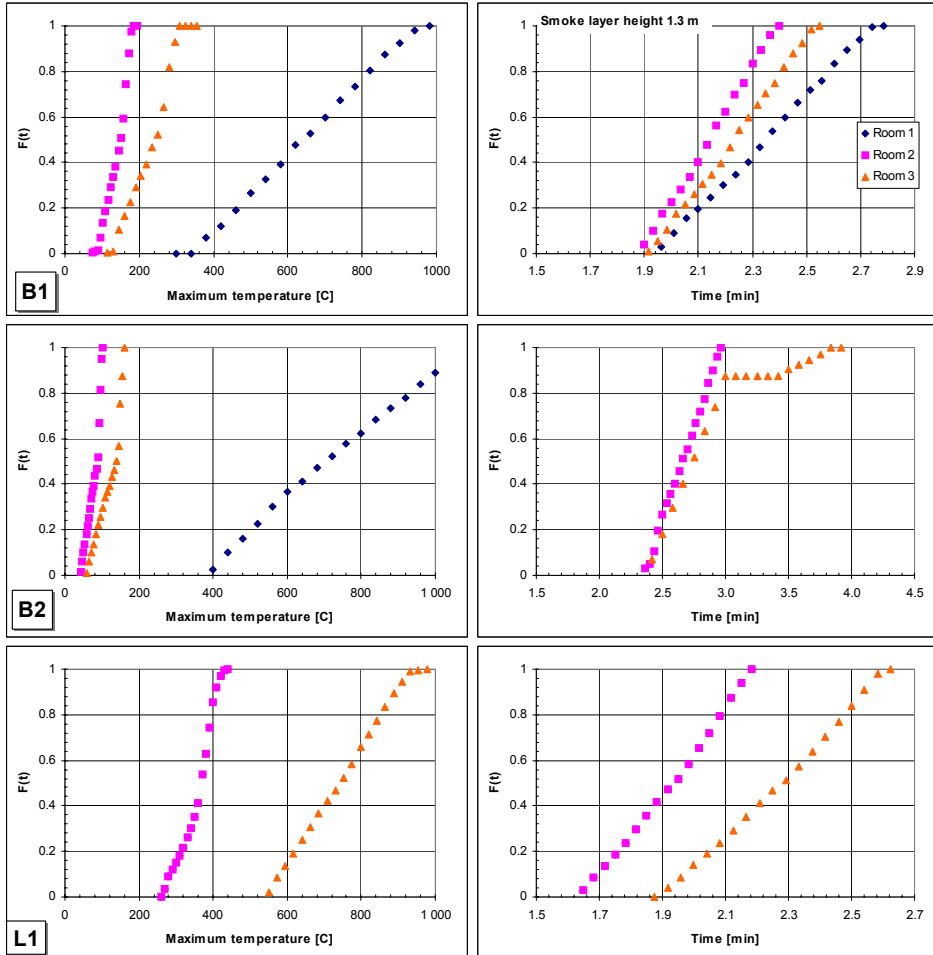 Smoke layer height 1.3 m
1
0.8
0.6
0.4
0.2
0
F(t)
0 200 400 600 800 1000
Maximum temperature [C]
B1
1
0.8
0.6
0.4
0.2
0
F(t)
1.5 1.7 1.9 2.1 2.3 2.5 2.7 2.9
Time [min]
Room 1
Room 2
Room 3
1
0.8
0.6
0.4
0.2
0
F(t)
0 200 400 600 800 1 000
Maximum temperature [C]
B2
1
0.8
0.6
0.4
0.2
0
F(t)
1.5 2.0 2.5 3.0 3.5 4.0 4.5
Time [min]
1
0.8
0.6
0.4
0.2
0
F(t)
0 200 400 600 800 1 000
Maximum temperature [C]
L1
1
0.8
0.6
0.4
0.2
0
F(t)
1.5 1.7 1.9 2.1 2.3 2.5 2.7
Time [min]